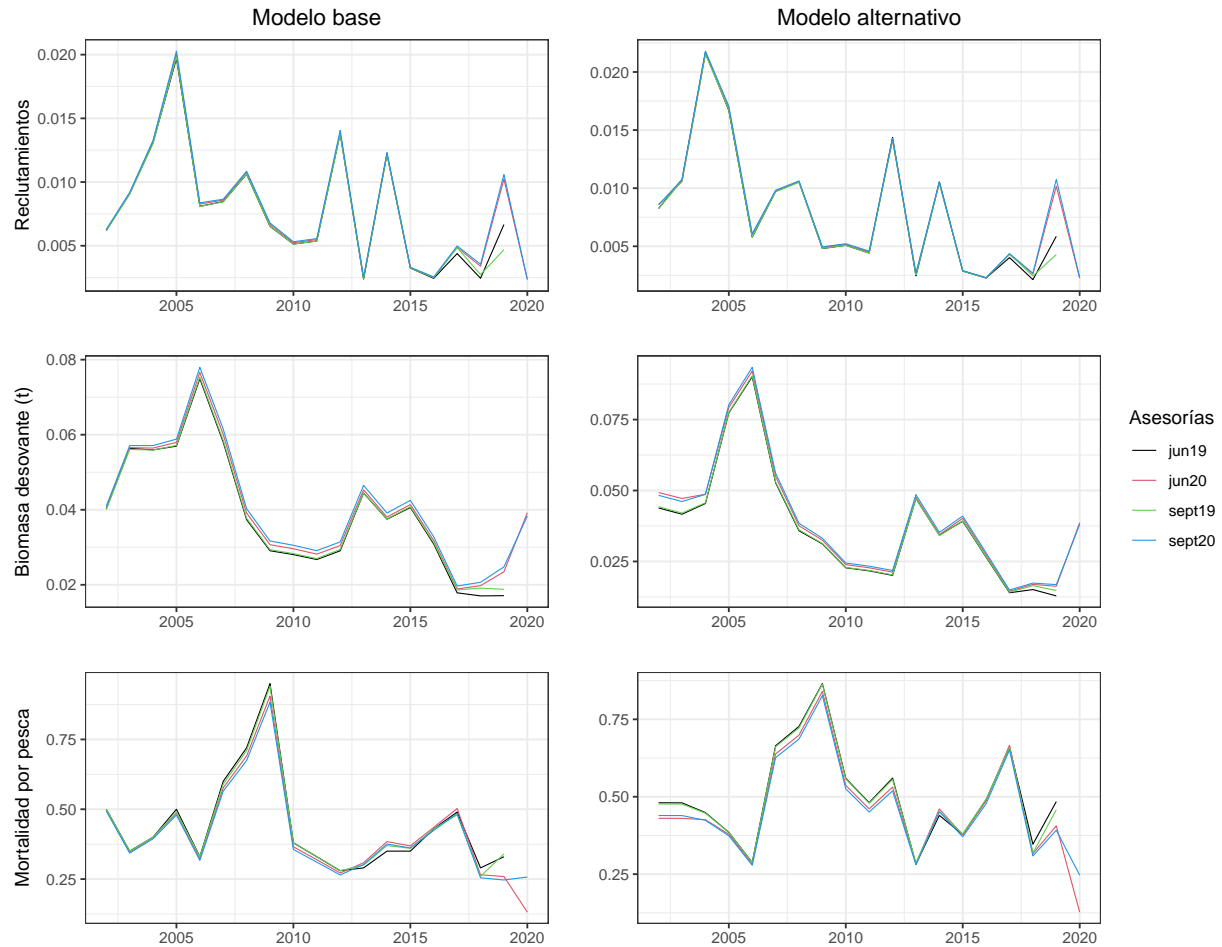 Modelo base
Modelo alternativo
Reclutamientos
0.020
0.015
0.010
0.005
2005 2010 2015 2020
0.020
0.015
0.010
0.005
2005 2010 2015 2020
Biomasa desovante (t)
0.08
0.06
0.04
0.02
2005 2010 2015 2020
0.075
0.050
0.025
2005 2010 2015 2020
Mortalidad por pesca
0.75
0.50
0.25
2005 2010 2015 2020
0.75
0.50
0.25
2005 2010 2015 2020
Asesorías
jun19
jun20
sept19
sept20